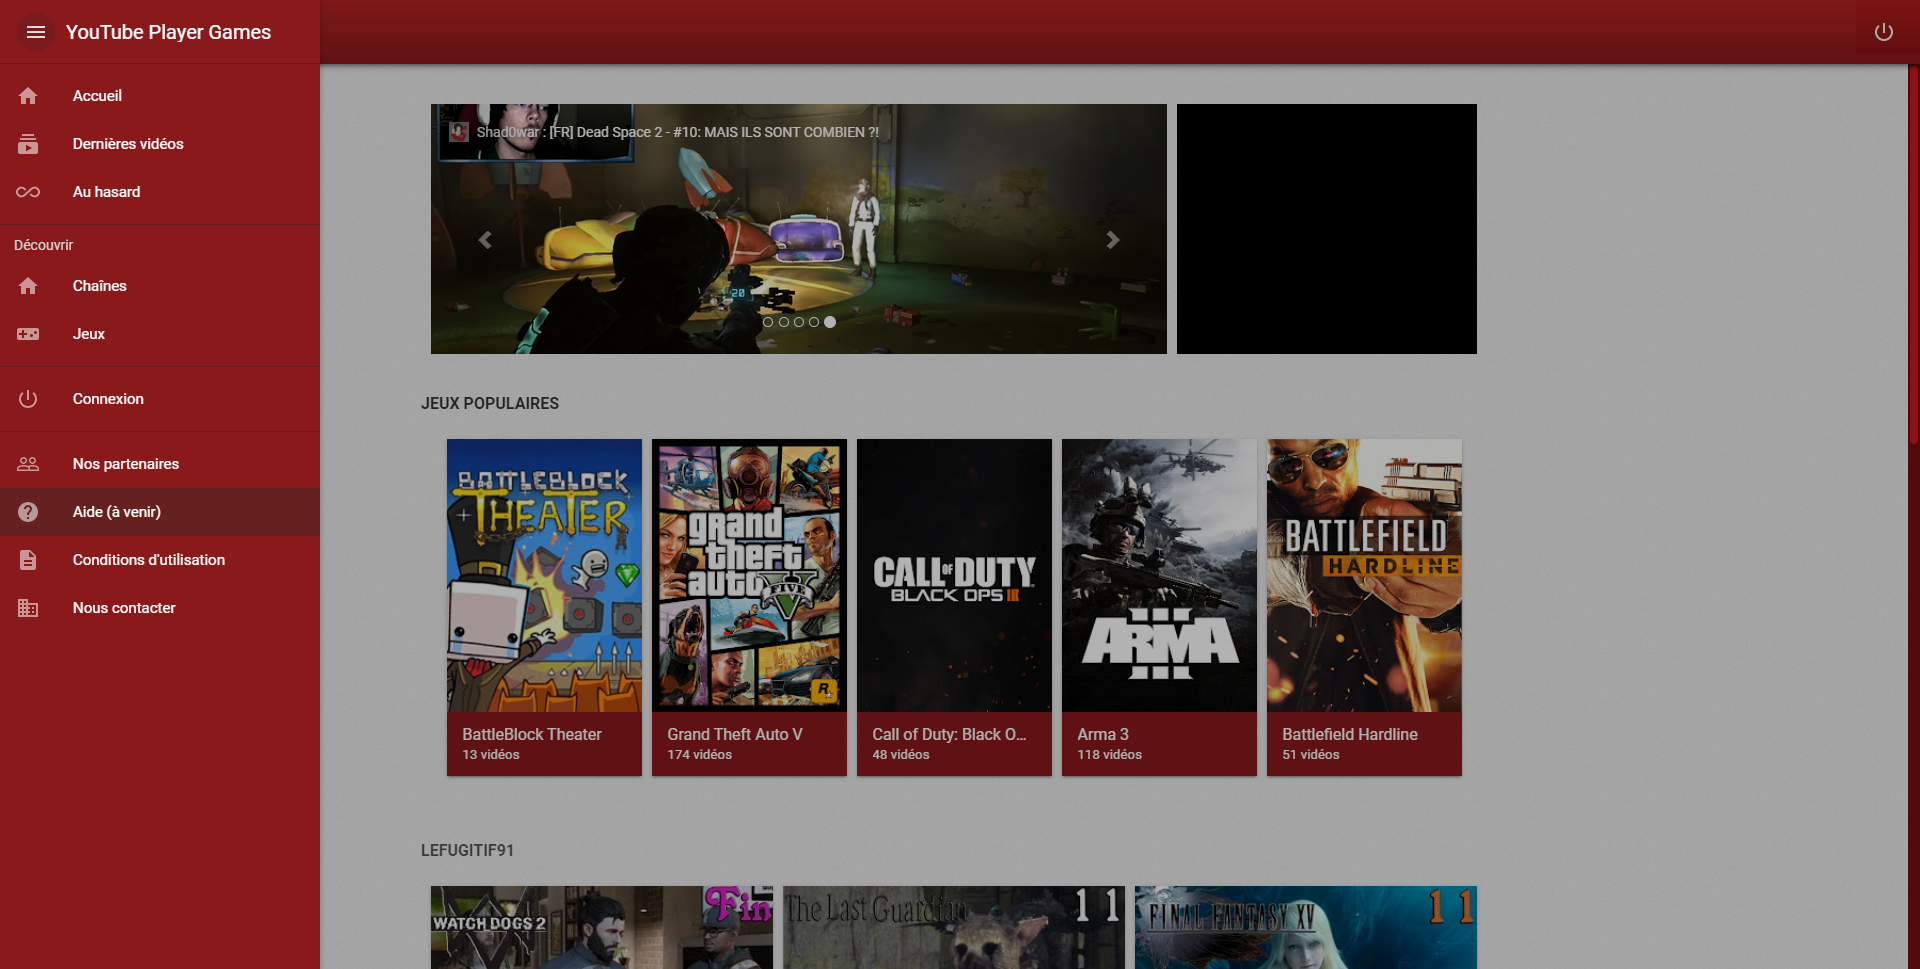 YouTube Player Games
Accueil
Dernières vidéos
Au hasard
Découvrir
Chaînes
Jeux
Connexion
Nos partenaires
Aide (à venir)
Conditions d'utilisation
Nous contacter
Shad0war : [FR] Dead Space 2 - #10: MAIS ILS SONT COMBIEN ?!
20
JEUX POPULAIRES
BATTLEBLOCK
THEATER
BattleBlock Theater
13 vidéos
grand
theft
auto
FIVE
V
R
Grand Theft Auto V
174 vidéos
CALL OF DUTY
BLACK OPS III
Call of Duty: Black O...
48 vidéos
III
ARMA
III
Arma 3
118 vidéos
BATTLEFIELD
HARDLINE
Battlefield Hardline
51 vidéos
LEFUGITIF91
WATCH DOGS 2
Fin
The Last Guardian
11
FINAL FANTASY XV
11